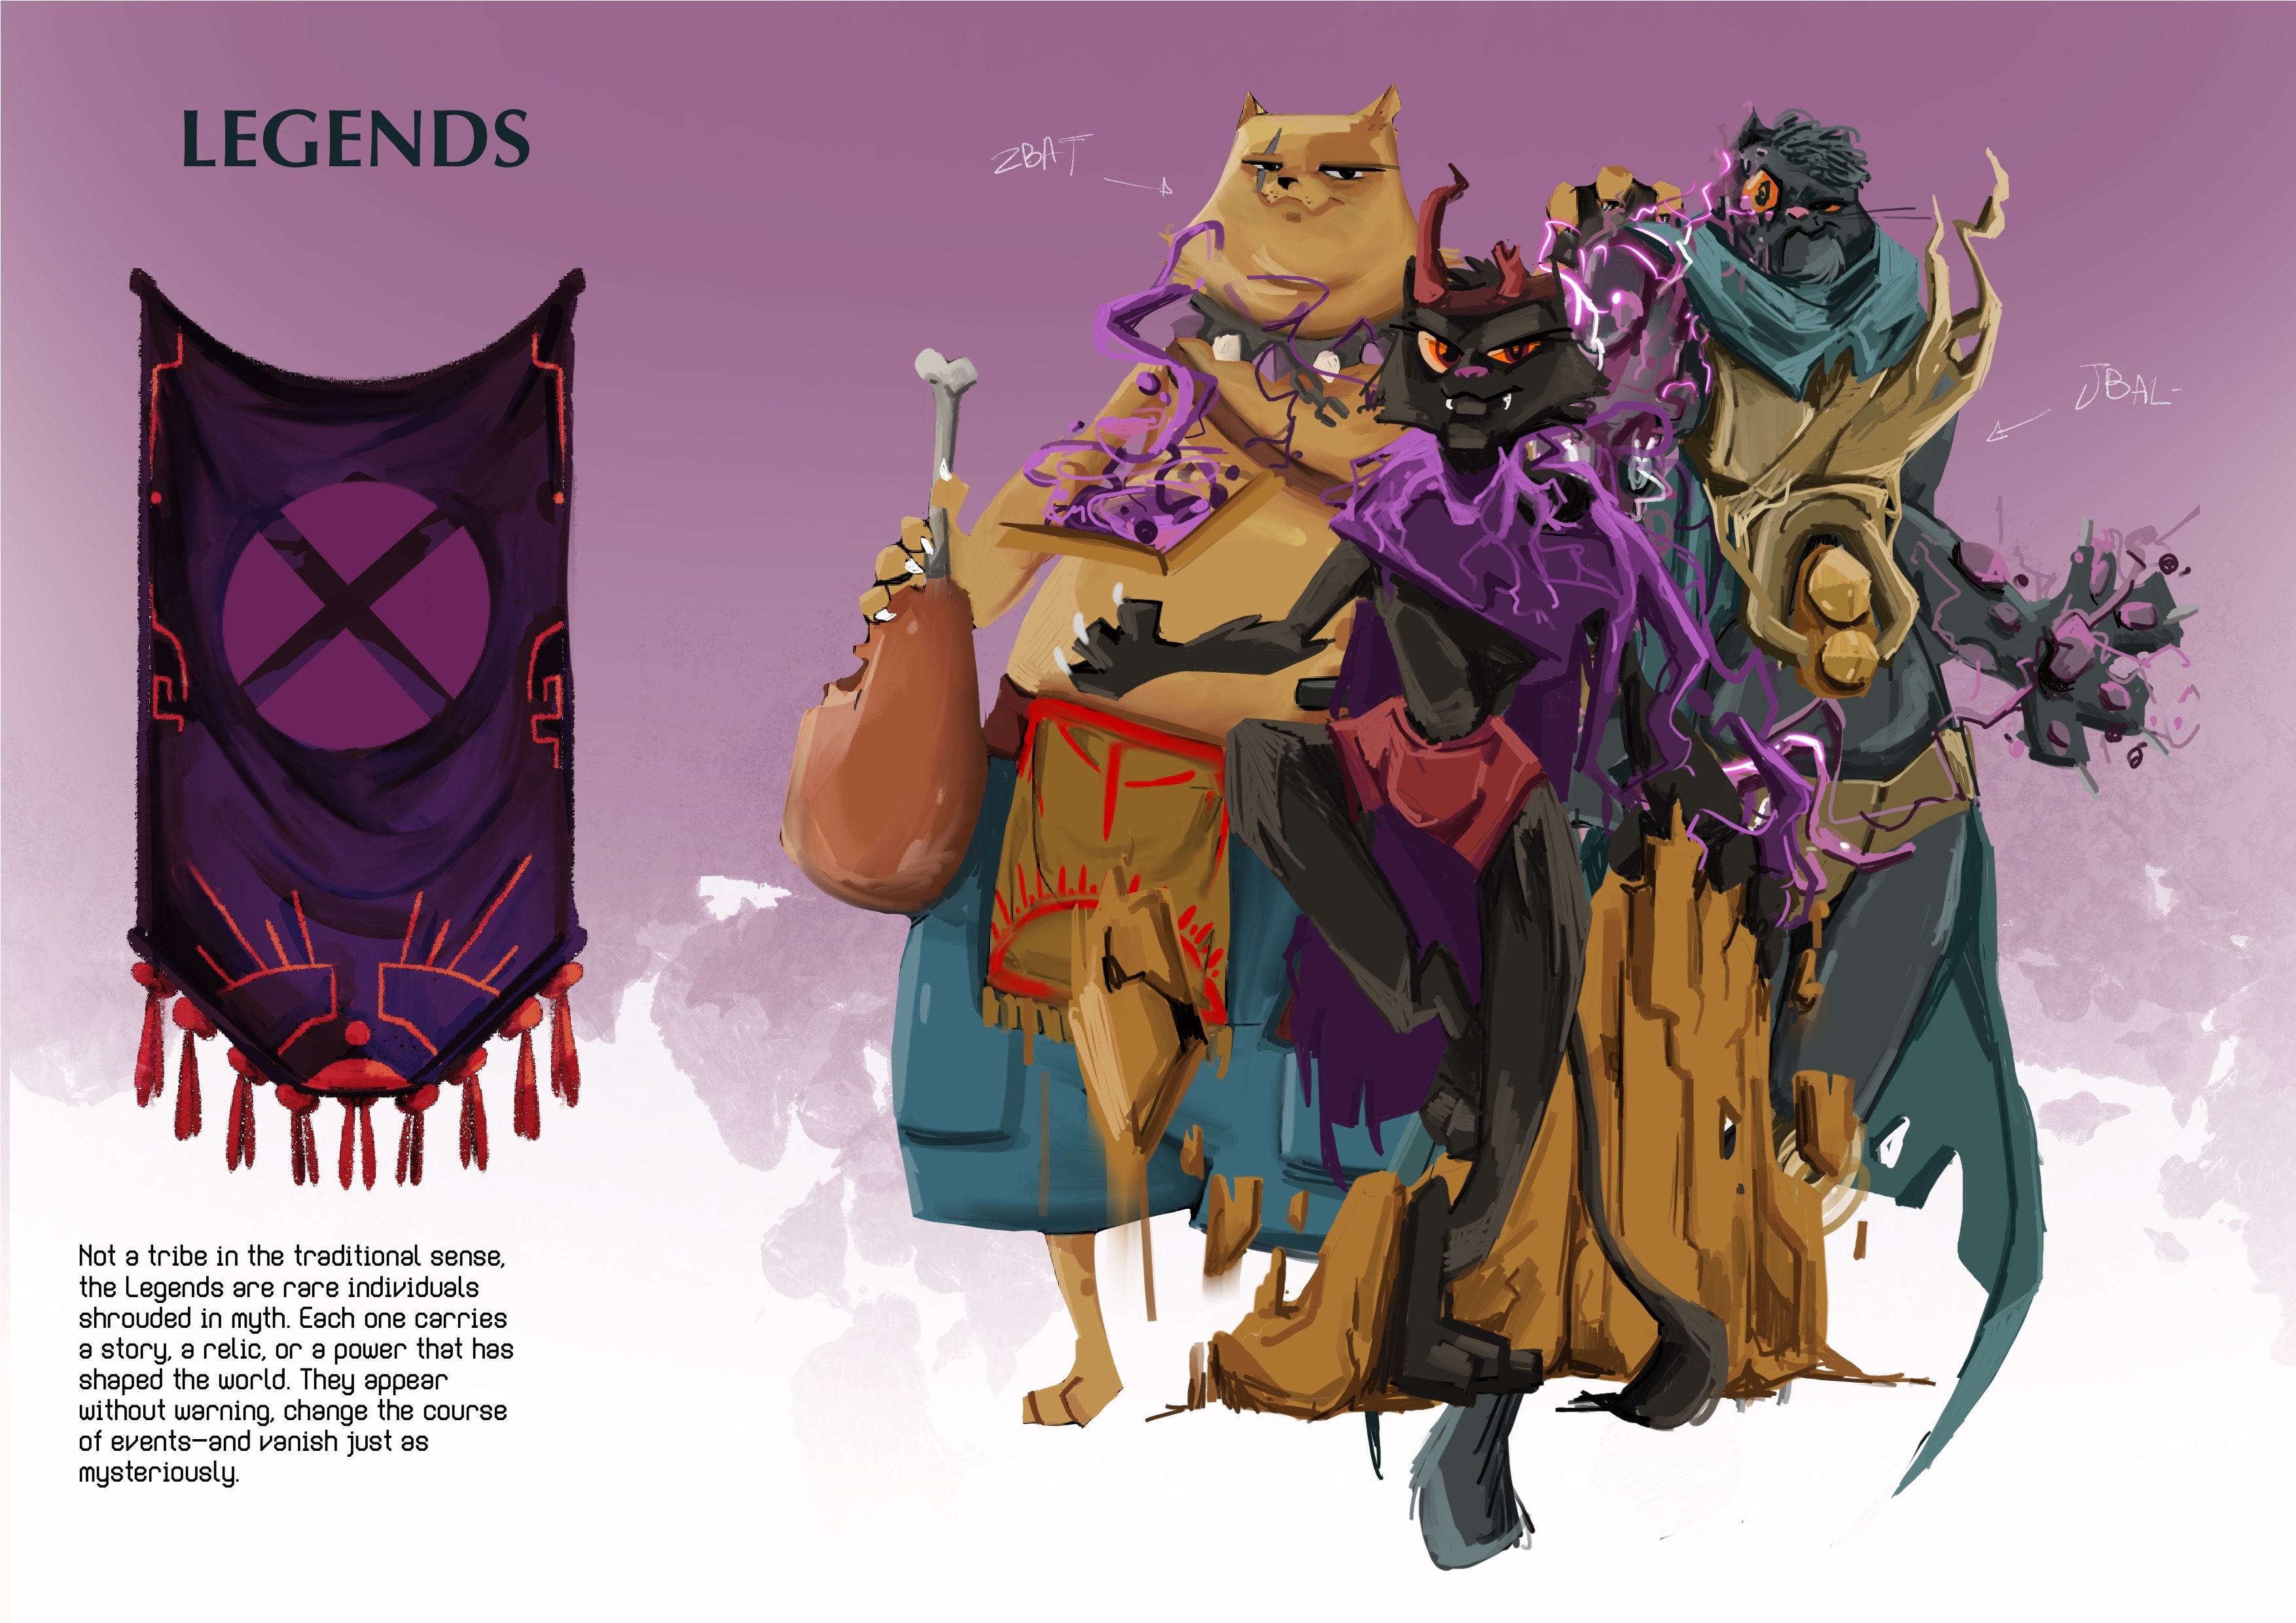 LEGENDS
ZBAT
JBAL-
Not a tribe in the traditional sense,
the Legends are rare individuals
shrouded in myth. Each one carries
a story, a relic, or a power that has
shaped the world. They appear
without warning, change the course
of events—and vanish just as
mysteriously.